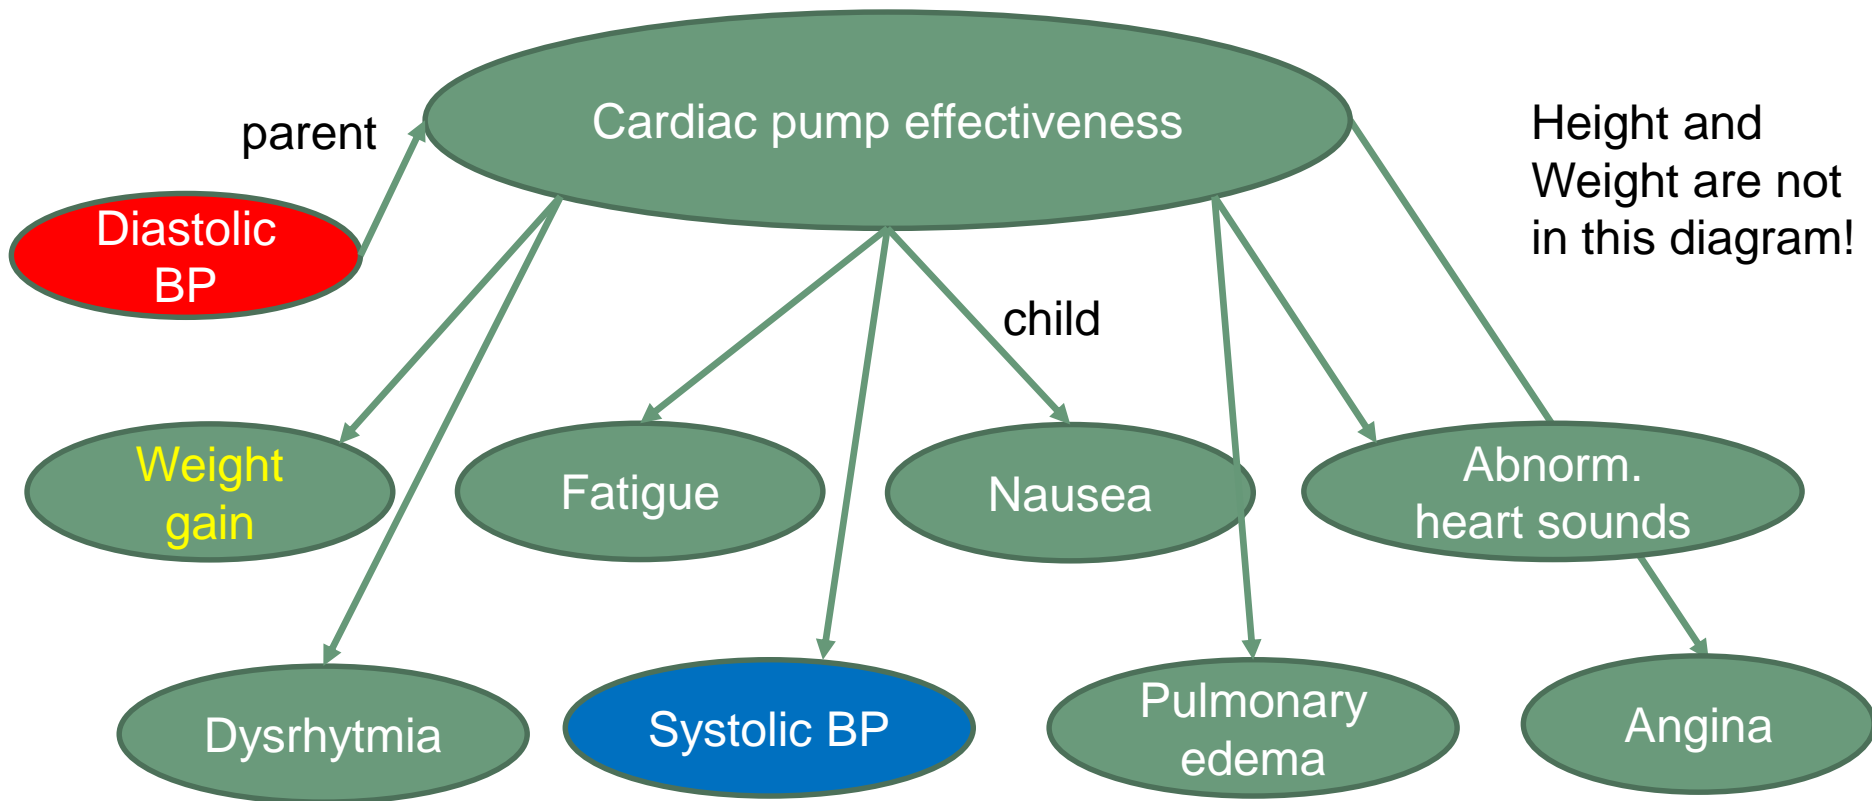 Cardiac pump effectiveness
parent
Height and
Weight are not
in this diagram!
Diastolic
BP
child
Weight
gain
Fatigue
Nausea
Abnorm.
heart sounds
Dysrhytmia
Systolic BP
Pulmonary
edema
Angina